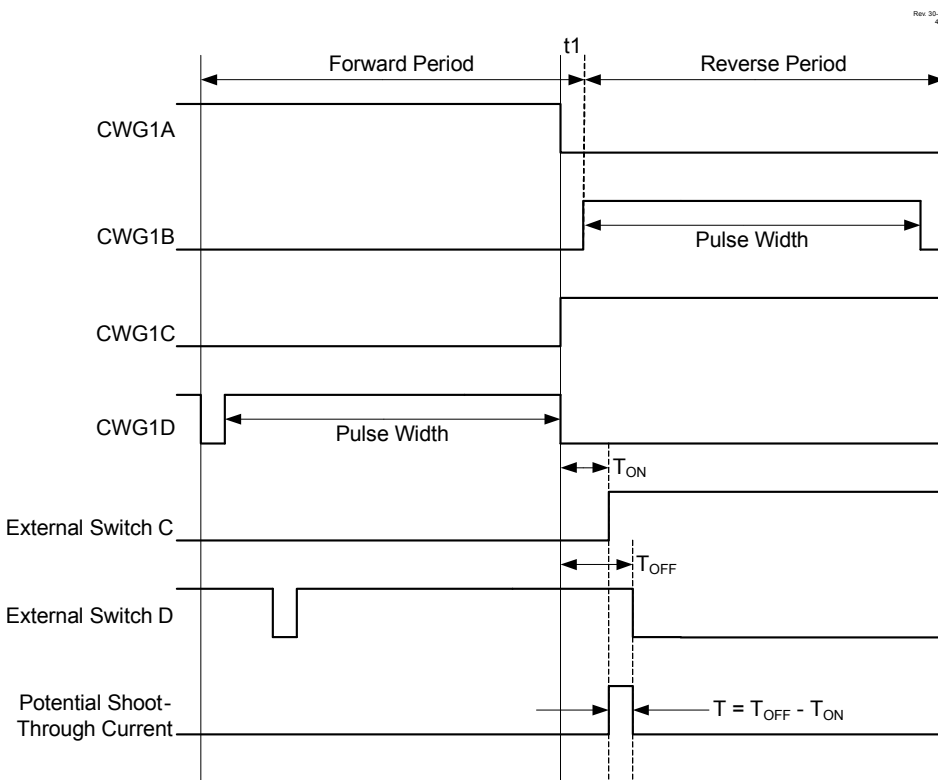 Rev. 30-
4
t1
Forward Period
Reverse Period
CWG1A
CWG1B
Pulse Width
CWG1C
CWG1D
Pulse Width
TON
External Switch C
TOFF
External Switch D
Potential Shoot-
Through Current
T = TOFF - TON